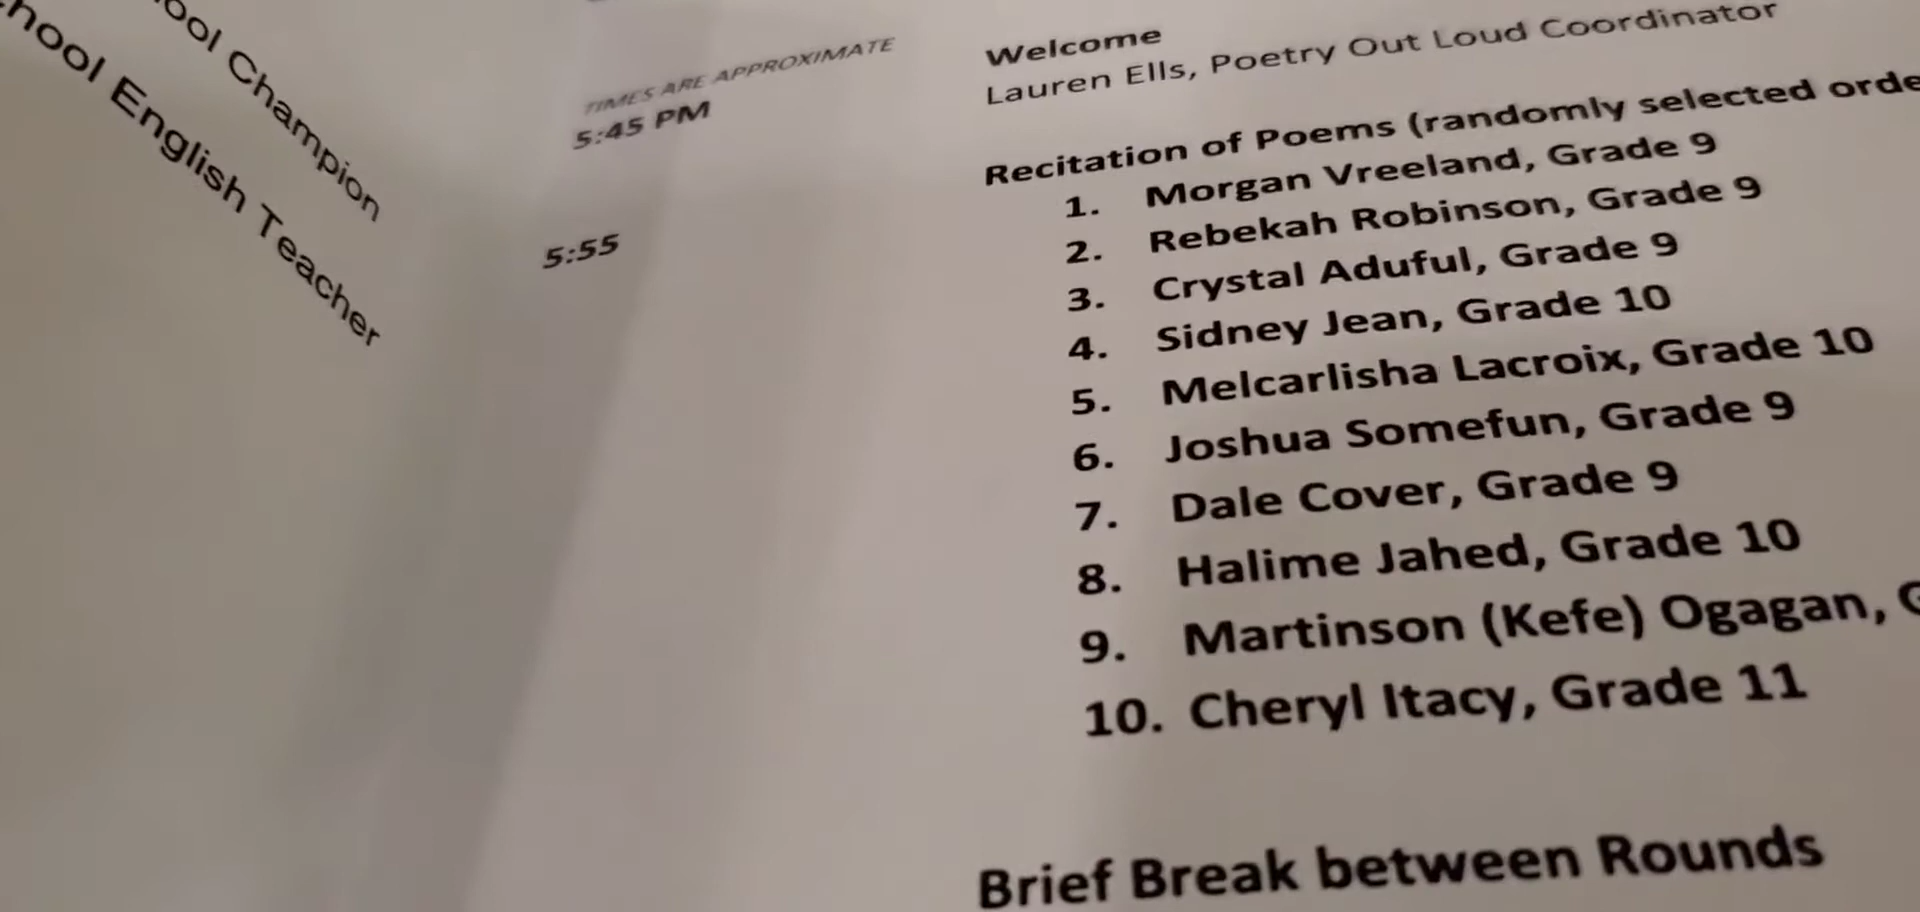 Champion
English Teacher
TIMES ARE APPROXIMATE
5:45 PM
5:55
Welcome
Lauren Ells, Poetry Out Loud Coordinator
Recitation of Poems (randomly selected
1. Morgan Vreeland, Grade 9
2. Rebekah Robinson, Grade 9
3. Crystal Aduful, Grade 9
4. Sidney Jean, Grade 10
5. Melcarlisha Lacroix, Grade 10
6. Joshua Somefun, Grade 9
7. Dale Cover, Grade 9
8. Halime Jahed, Grade 10
9. Martinson (Kefe) Ogagan,
10. Cheryl Itacy, Grade 11
Brief Break between Rounds